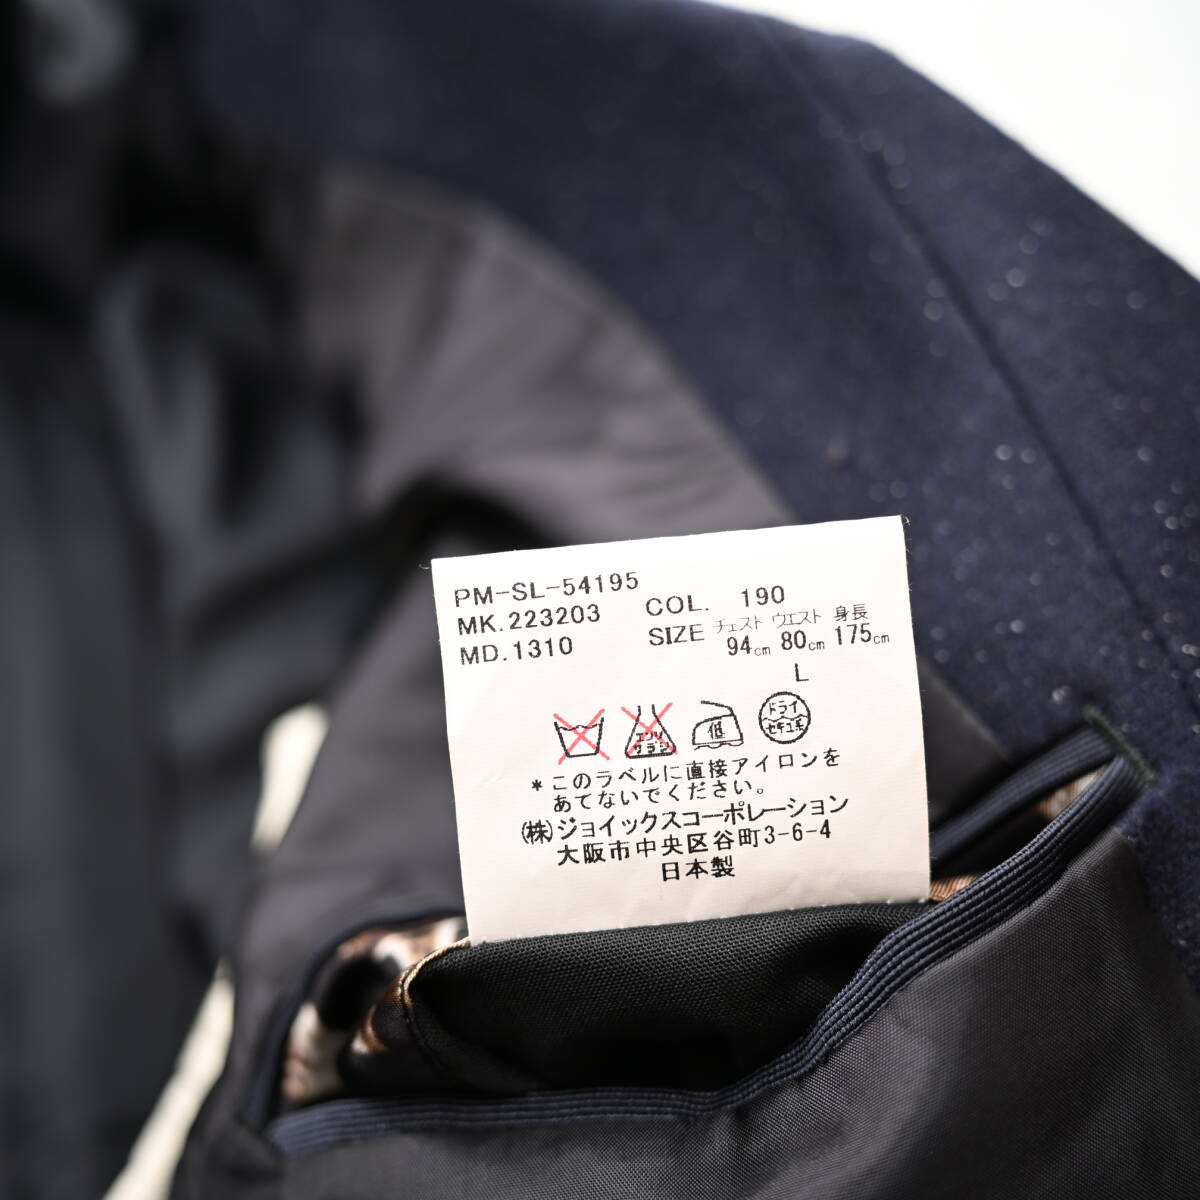 PM-SL-54195
MK.223203 COL. 190
MD.1310 SIZE チェスト ウエスト 身長
94cm 80cm 175cm
L
エンソ
サラシ
低
ドライ
セキユ系
*このラベルに直接アイロンを
あてないでください。
(株)ジョイックスコーポレーション
大阪市中央区谷町3-6-4
日本製